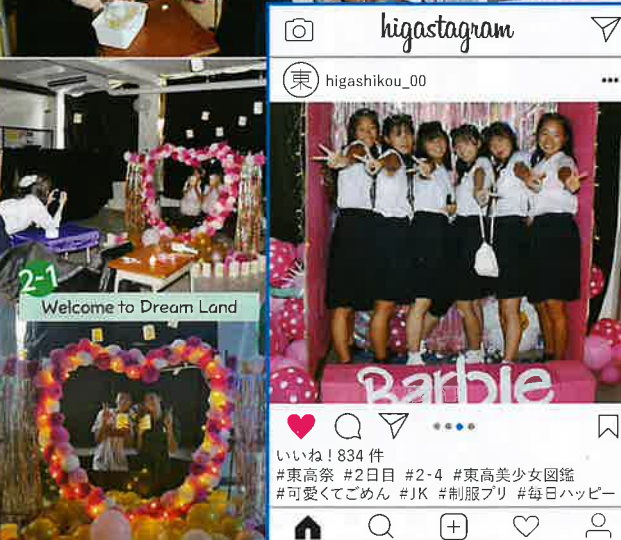 2-1
Welcome to Dream Land
higastagram
東 higashikou_00
Barbie
いいね！834 件
#東高祭 #2日目 #2-4 #東高美少女図鑑
#可愛くてごめん #JK #制服プリ #毎日ハッピー